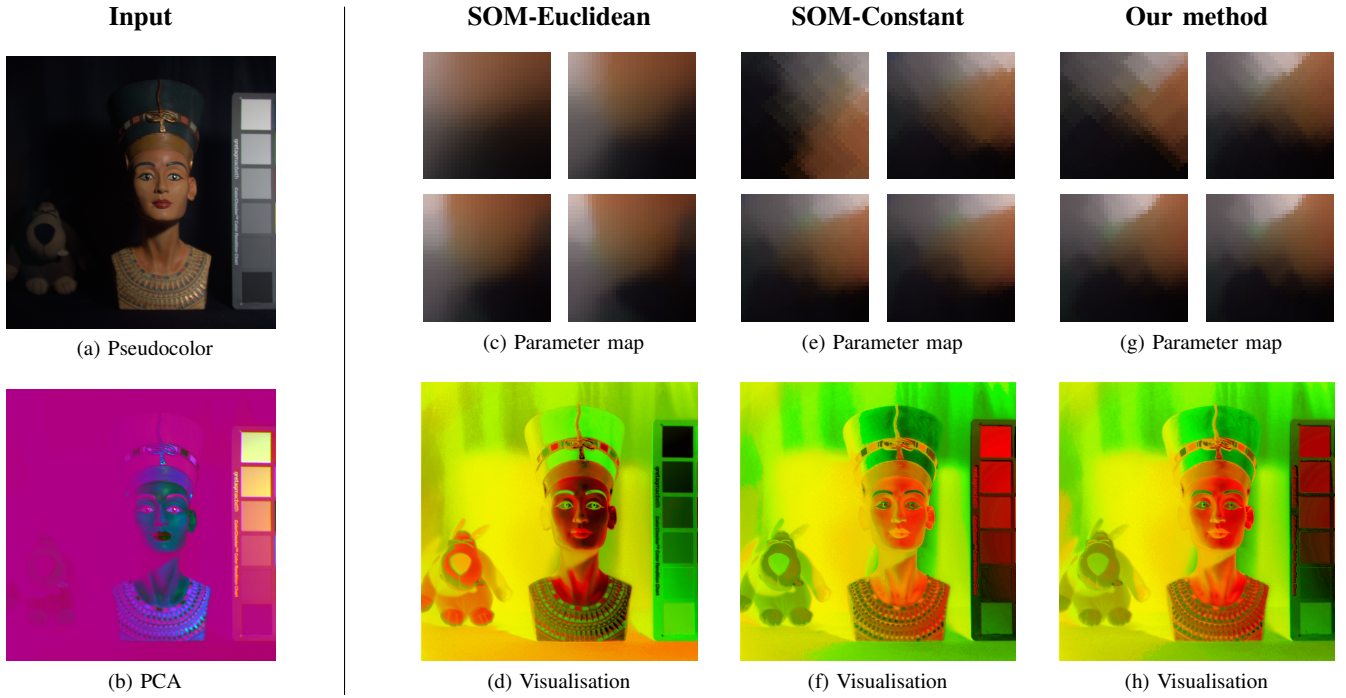 Input
SOM-Euclidean
SOM-Constant
Our method
(a) Pseudocolor
(c) Parameter map
(e) Parameter map
(g) Parameter map
(b) PCA
(d) Visualisation
(f) Visualisation
(h) Visualisation